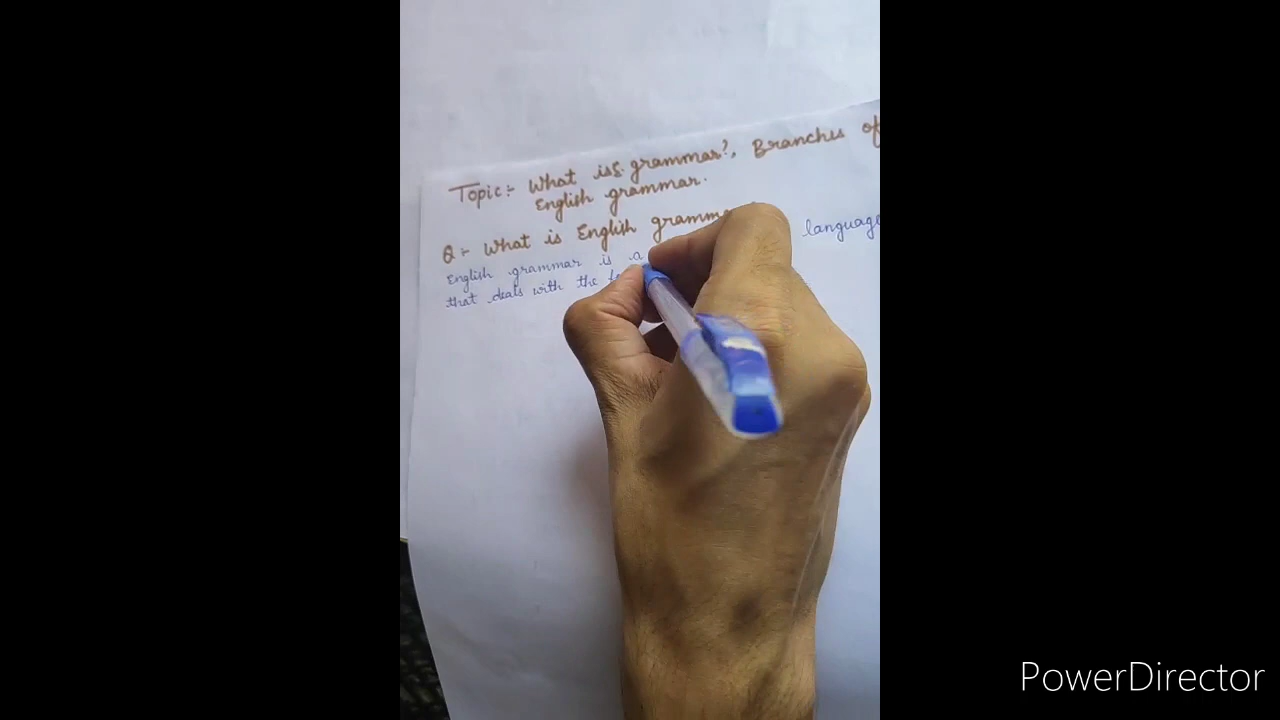 Topic:- What is grammar?, Branches of
English grammar.
Q:- What is English
English grammar is a language
that deals with the
PowerDirector